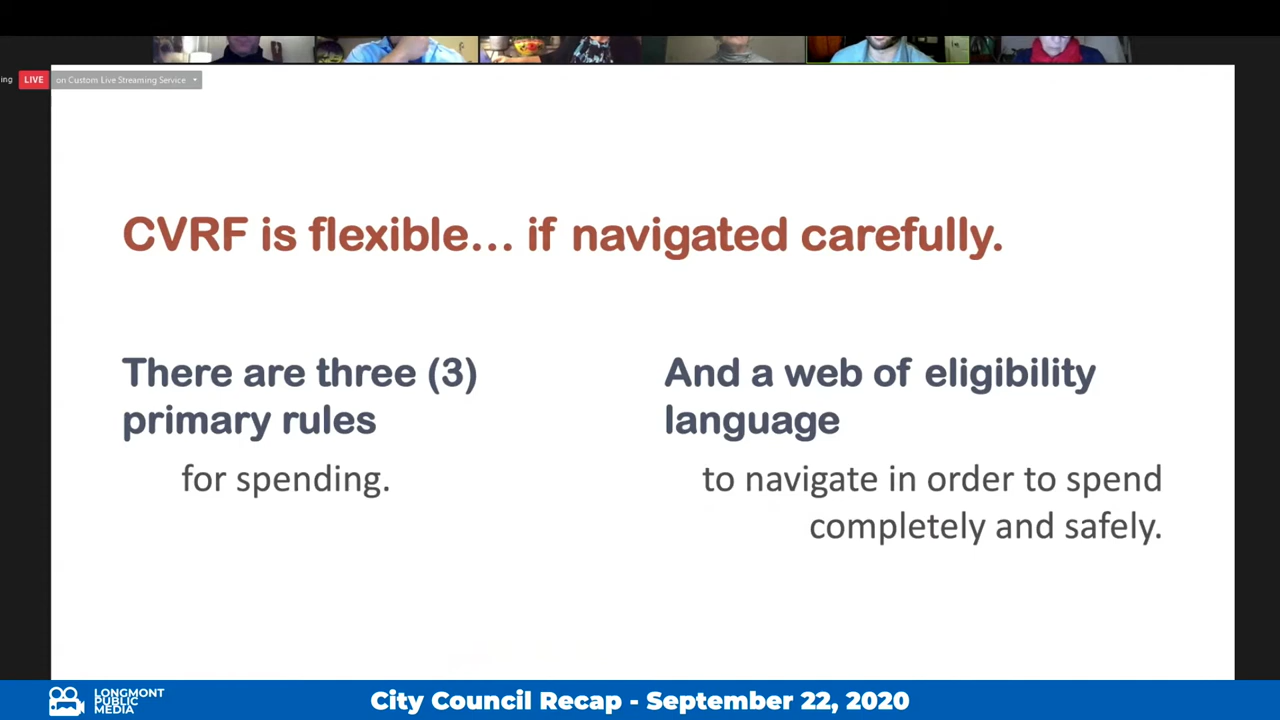 ing LIVE on Custom Live Streaming Service
CVRF is flexible... if navigated carefully.
There are three (3)
primary rules
for spending.
And a web of eligibility
language
to navigate in order to spend
completely and safely.
LONGMONT
PUBLIC
MEDIA
City Council Recap - September 22, 2020